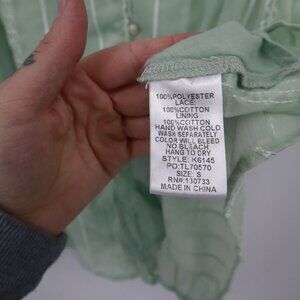 100%POLYESTER
LACE:
100%COTTON
LINING
100%COTTON
HAND WASH COLD
WASH SEPARATELY
COLOR WILL BLEED
NO BLEACH
HANG TO DRY
STYLE: K6145
PO:TL70570
SIZE: S
RN#:130733
MADE IN CHINA